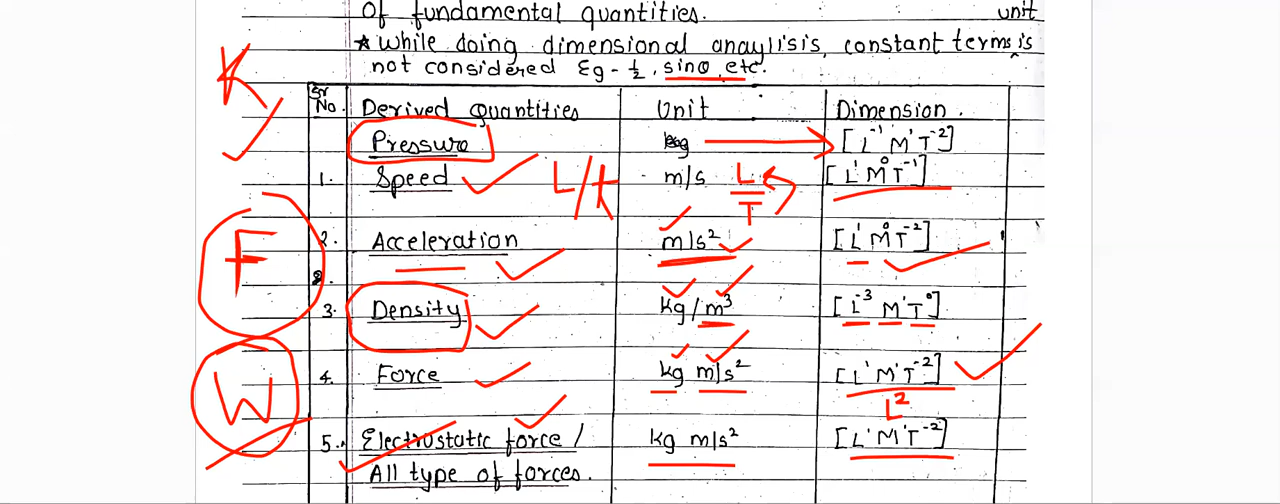 of fundamental quantities. unit
* while doing dimensional anaylisis, constant terms is
not considered Eg - ½, sinθ, etc.
K
Sr No. Derived quantities Unit Dimension.
Pressure [L⁻¹ M¹ T⁻²]
1. Speed L/t m/s L/T [L¹ M⁰ T⁻¹]
F
2. Acceleration m/s² [L¹ M⁰ T⁻²]
3. Density kg/m³ [L⁻³ M¹ T⁰]
W
4. Force kg m/s² [L¹ M¹ T⁻²]
L²
5. Electrostatic force / kg m/s² [L¹ M¹ T⁻²]
All type of forces.